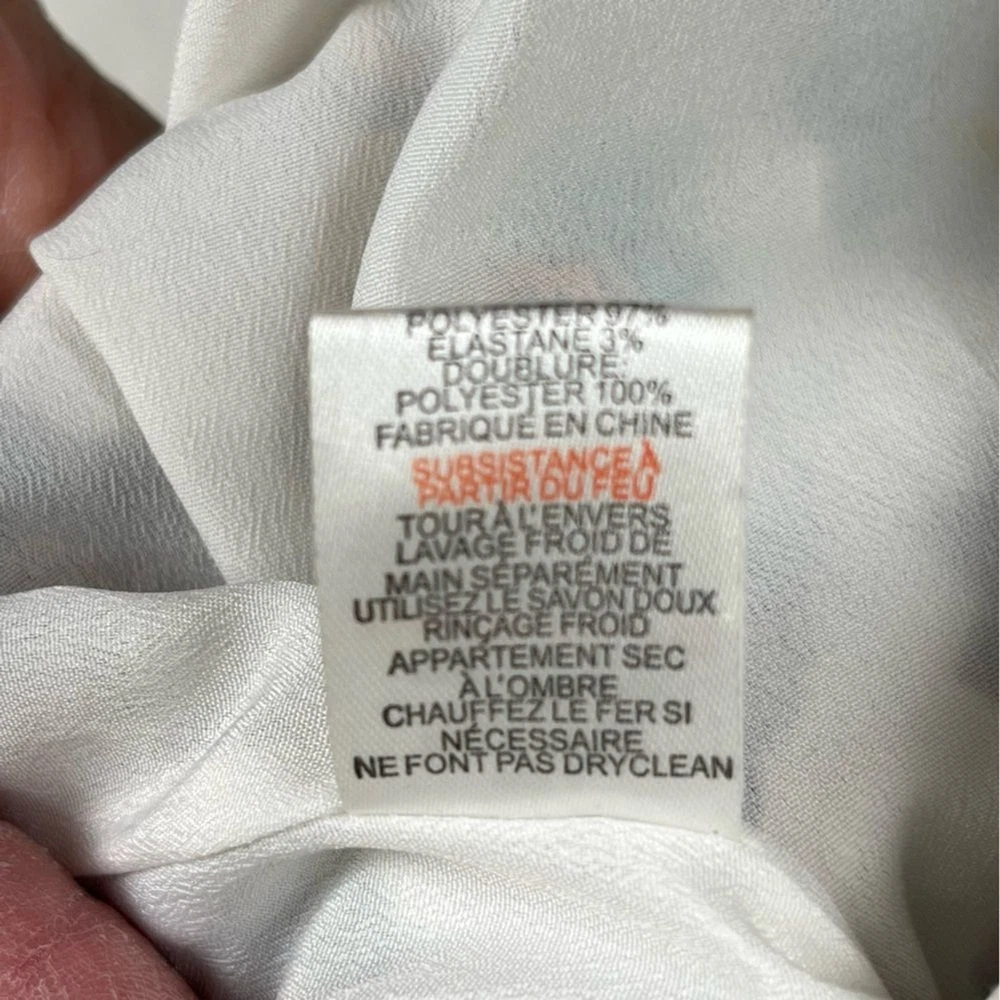 POLYESTER 97%
ÉLASTANE 3%
DOUBLURE:
POLYESTER 100%
FABRIQUÉ EN CHINE
SUBSISTANCE À
PARTIR DU FEU
TOUR À L'ENVERS
LAVAGE FROID DE
MAIN SÉPARÉMENT
UTILISEZ LE SAVON DOUX
RINÇAGE FROID
APPARTEMENT SEC
À L'OMBRE
CHAUFFEZ LE FER SI
NÉCESSAIRE
NE FONT PAS DRYCLEAN